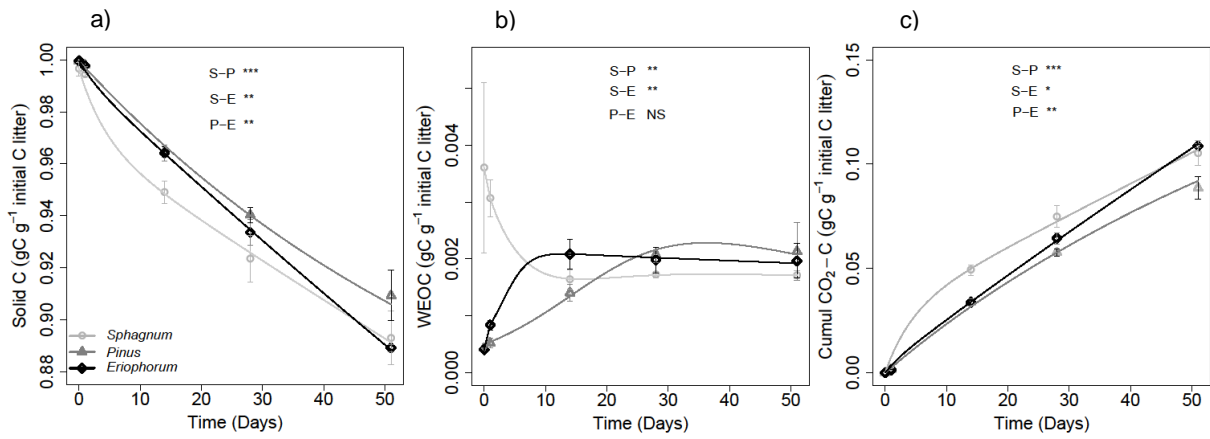 a)
Solid C (gC g⁻¹ initial C litter)
1.00
0.98
0.96
0.94
0.92
0.90
0.88
S-P ***
S-E **
P-E **
Sphagnum
Pinus
Eriophorum
0 10 20 30 40 50
Time (Days)
b)
WEOC (gC g⁻¹ initial C litter)
0.004
0.002
0.000
S-P **
S-E **
P-E NS
0 10 20 30 40 50
Time (Days)
c)
Cumul CO₂−C (gC g⁻¹ initial C litter)
0.15
0.10
0.05
0.00
S-P ***
S-E *
P-E **
0 10 20 30 40 50
Time (Days)